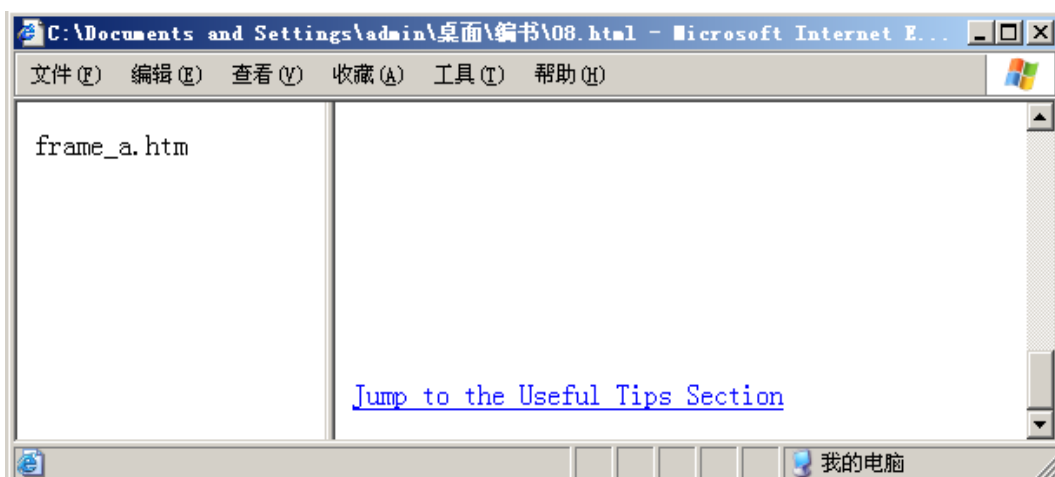 C:\Documents and Settings\admin\桌面\编书\08.html - Microsoft Internet E...
文件(F) 编辑(E) 查看(V) 收藏(A) 工具(T) 帮助(H)
frame_a.htm
Jump to the Useful Tips Section
我的电脑